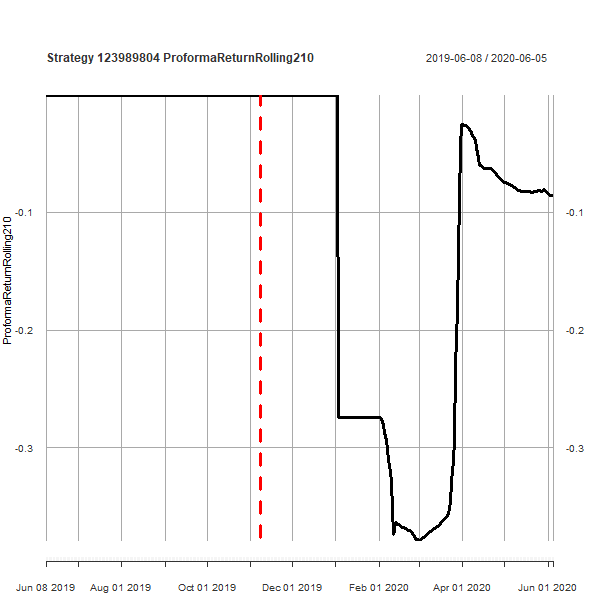 Strategy 123989804 ProformaReturnRolling210
2019-06-08 / 2020-06-05
ProformaReturnRolling210
-0.1
-0.1
-0.2
-0.2
-0.3
-0.3
Jun 08 2019 Aug 01 2019 Oct 01 2019 Dec 01 2019 Feb 01 2020 Apr 01 2020 Jun 01 2020